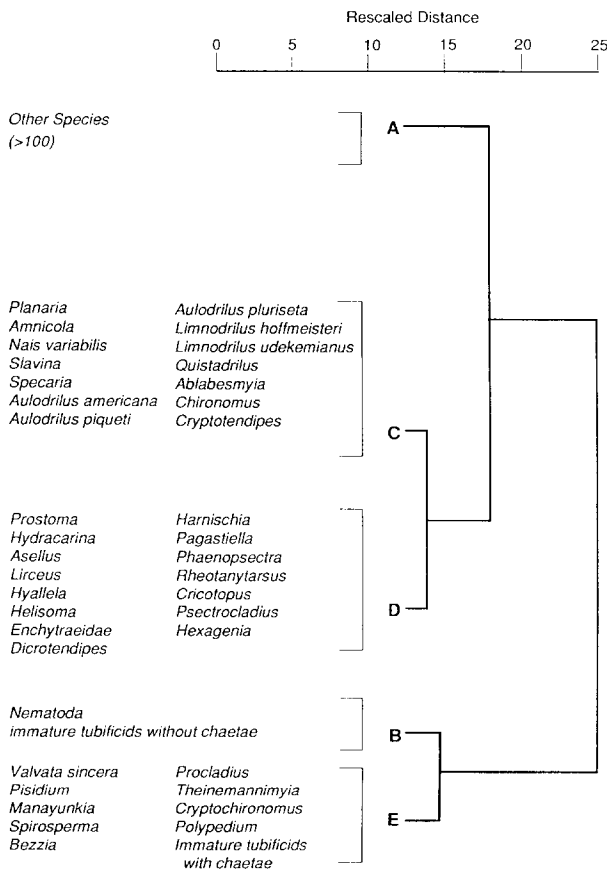 Rescaled Distance
0 5 10 15 20 25
Other Species
(>100)
A
Planaria Aulodrilus pluriseta
Amnicola Limnodrilus hoffmeisteri
Nais variabilis Limnodrilus udekemianus
Slavina Quistadrilus
Specaria Ablabesmyia
Aulodrilus americana Chironomus
Aulodrilus piqueti Cryptotendipes
C
Prostoma Harnischia
Hydracarina Pagastiella
Asellus Phaenopsectra
Lirceus Rheotanytarsus
Hyallela Cricotopus
Helisoma Psectrocladius
D
Enchytraeidae Hexagenia
Dicrotendipes
Nematoda
immature tubificids without chaetae
B
Valvata sincera Procladius
Pisidium Theinemannimyia
Manayunkia Cryptochironomus
Spirosperma Polypedium
E
Bezzia Immature tubificids
with chaetae